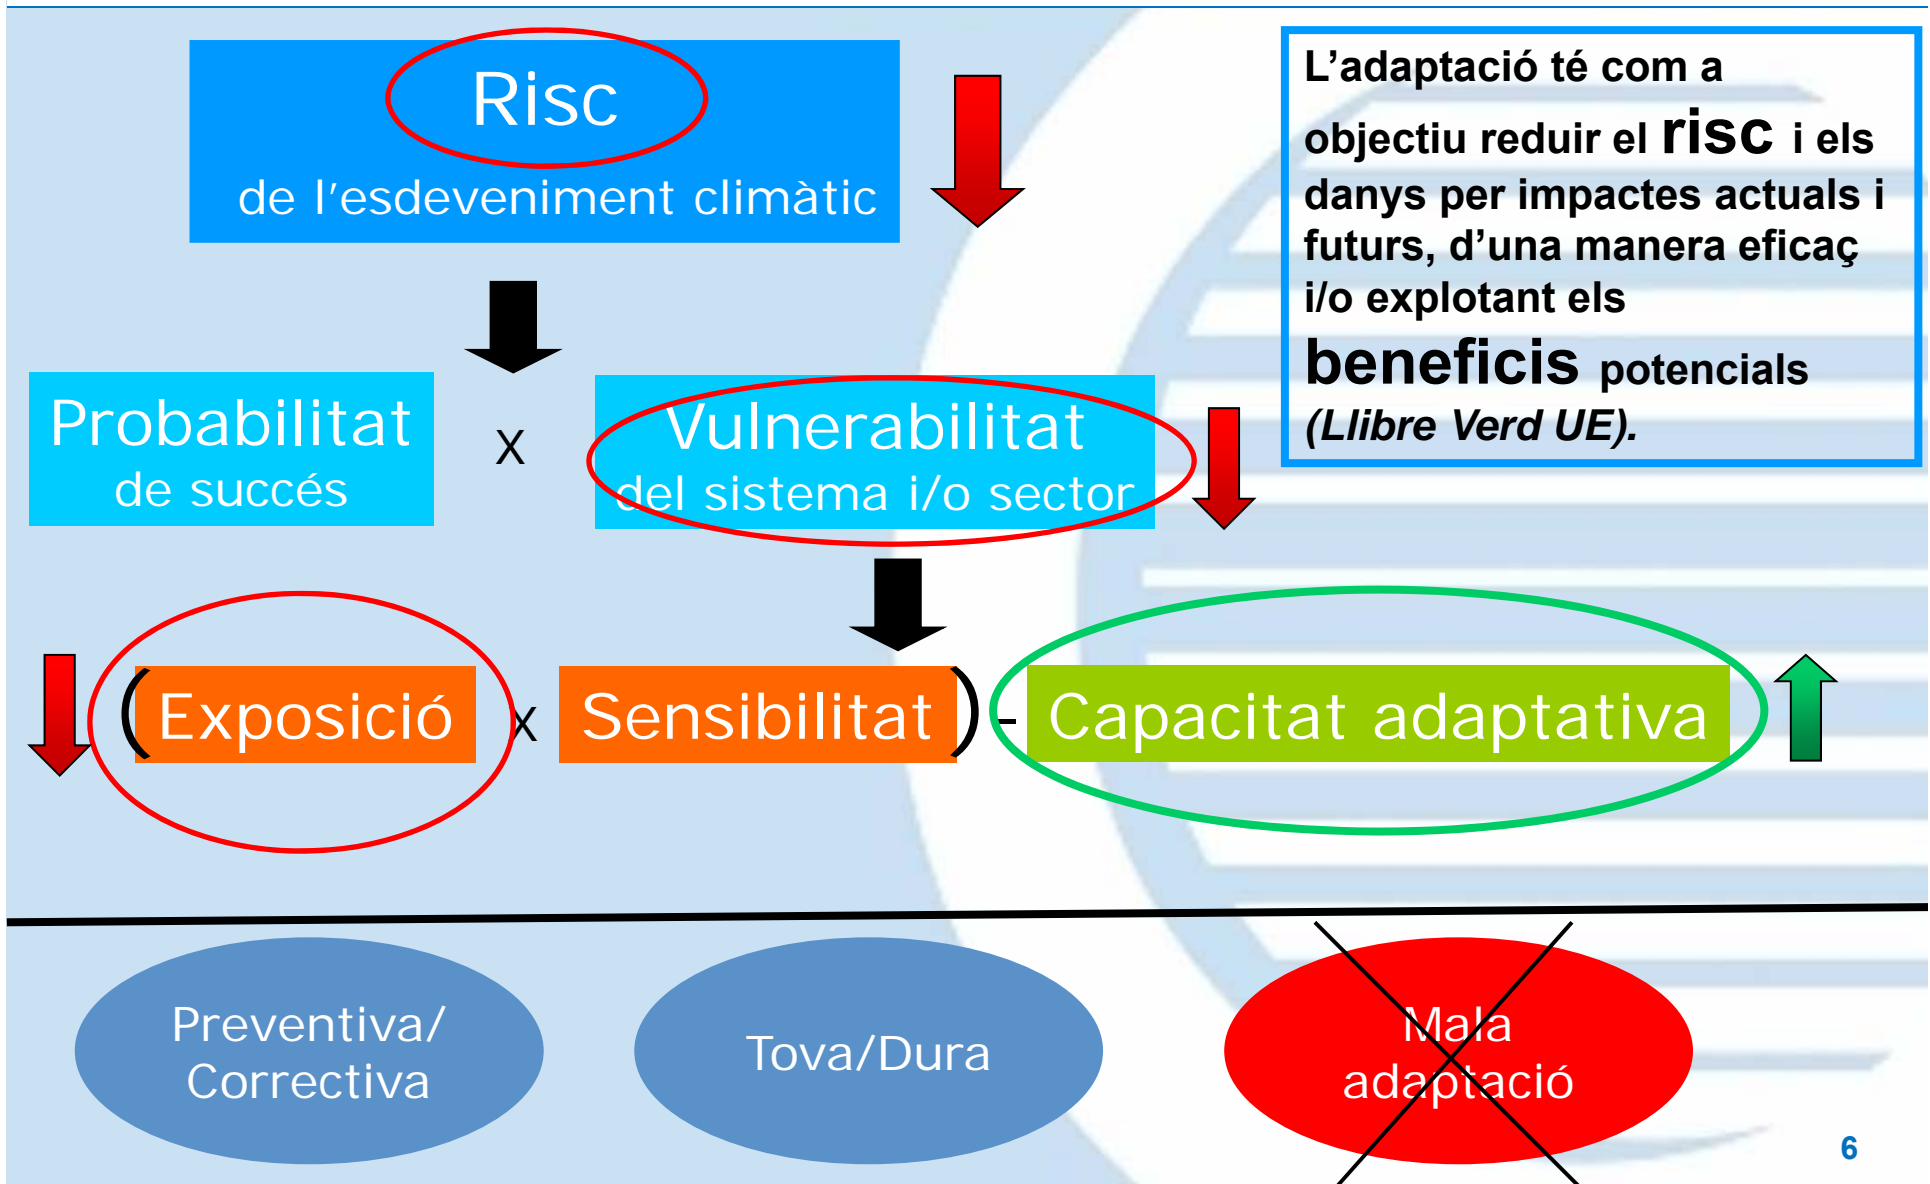 Risc
de l'esdeveniment climàtic
L'adaptació té com a
objectiu reduir el risc i els
danys per impactes actuals i
futurs, d'una manera eficaç
i/o explotant els
beneficis potencials
(Llibre Verd UE).
Probabilitat
de succés
X
Vulnerabilitat
del sistema i/o sector
(Exposició X Sensibilitat) - Capacitat adaptativa
Preventiva/
Correctiva
Tova/Dura
Mala
adaptació
6